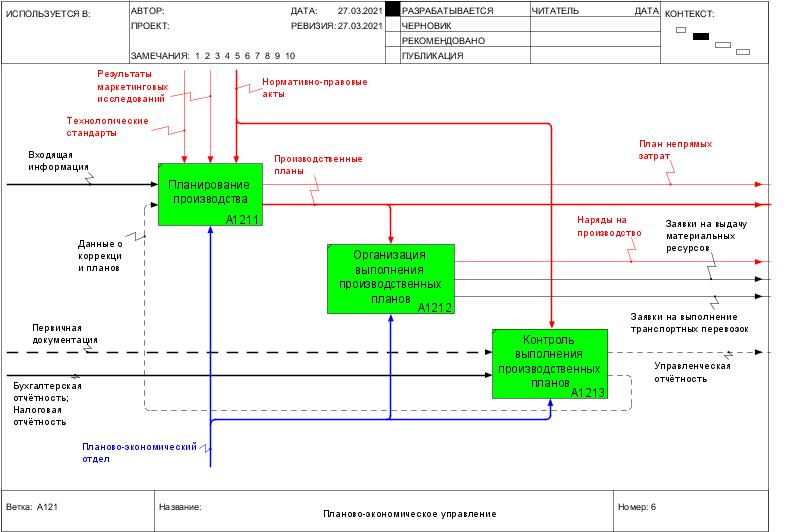 ИСПОЛЬЗУЕТСЯ В:
АВТОР:
ДАТА: 27.03.2021
ПРОЕКТ:
РЕВИЗИЯ: 27.03.2021
ЗАМЕЧАНИЯ: 1 2 3 4 5 6 7 8 9 10
РАЗРАБАТЫВАЕТСЯ
ЧЕРНОВИК
РЕКОМЕНДОВАНО
ПУБЛИКАЦИЯ
ЧИТАТЕЛЬ
ДАТА
КОНТЕКСТ:
Результаты
маркетинговых
исследований
Нормативно-правовые
акты
Технологические
стандарты
Входящая
информация
Производственные
планы
План непрямых
затрат
Планирование
производства
A1211
Наряды на
производство
Заявки на выдачу
материальных
ресурсов
Данные о
коррекци
и планов
Организация
выполнения
производственных
планов
A1212
Заявки на выполнение
транспортных перевозок
Первичная
документация
Контроль
выполнения
производственных
планов
A1213
Управленческая
отчётность
Бухгалтерская
отчётность;
Налоговая
отчётность
Планово-экономический
отдел
Ветка: A121
Название:
Планово-экономическое управление
Номер: 6